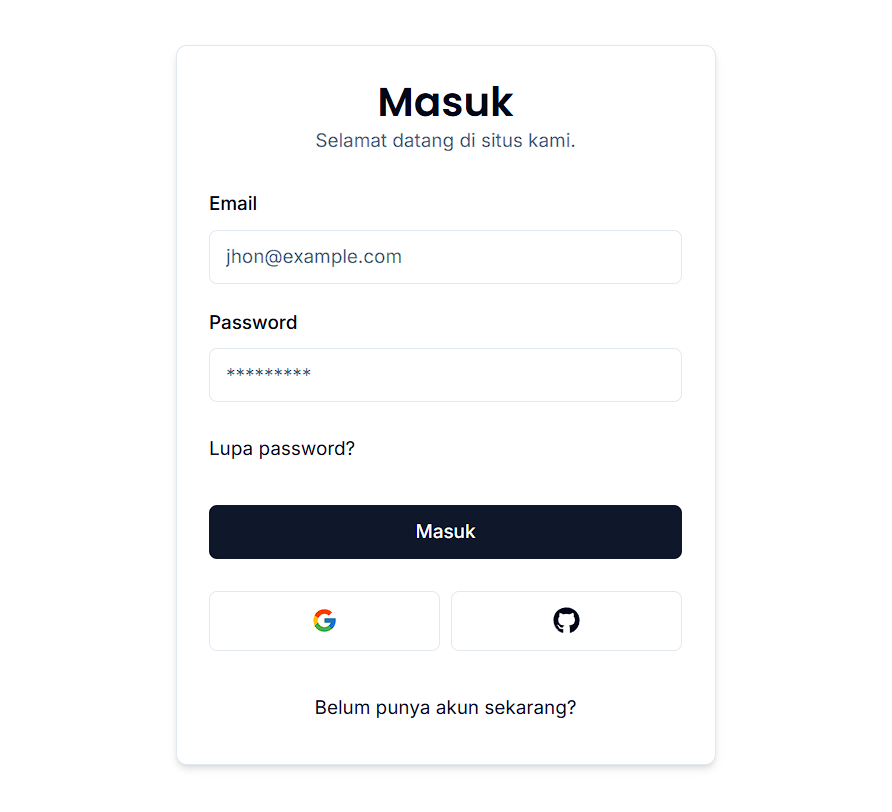 Masuk
Selamat datang di situs kami.
Email
jhon@example.com
Password
*********
Lupa password?
Masuk
Belum punya akun sekarang?